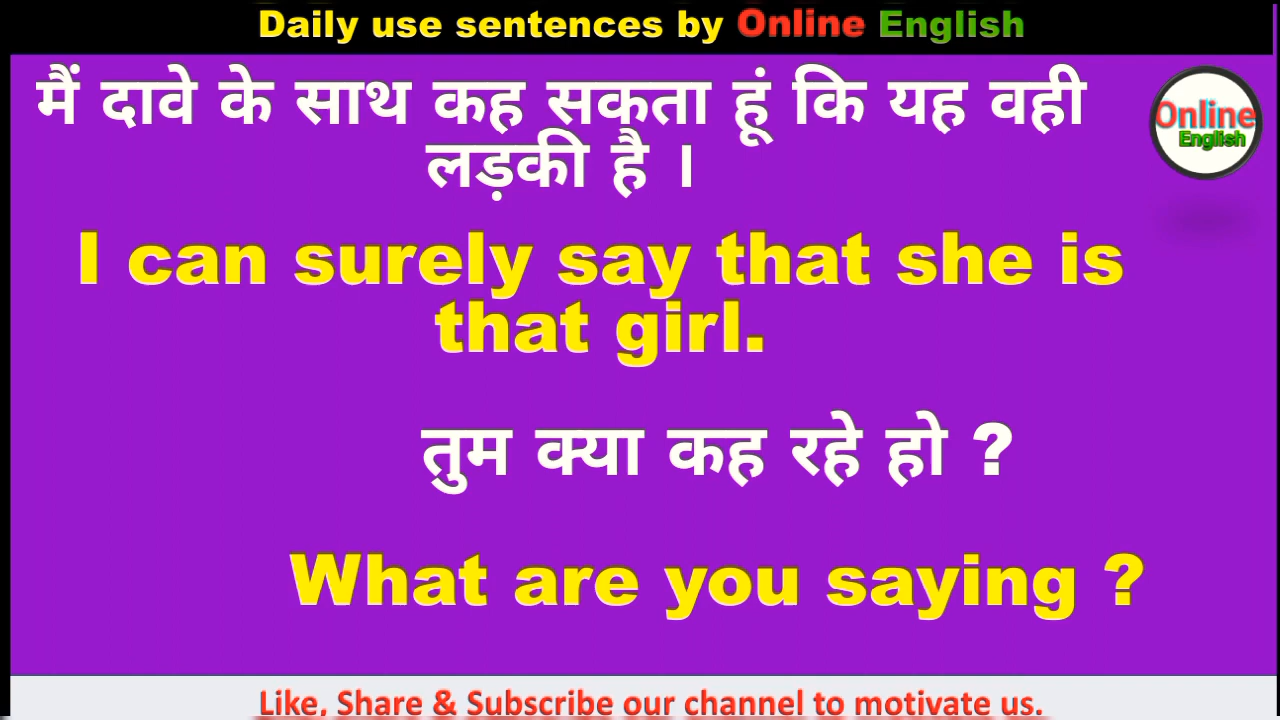 Daily use sentences by Online English
मैं दावे के साथ कह सकता हूं कि यह वही
लड़की है ।
Online
English
I can surely say that she is
that girl.
तुम क्या कह रहे हो ?
What are you saying ?
Like, Share & Subscribe our channel to motivate us.